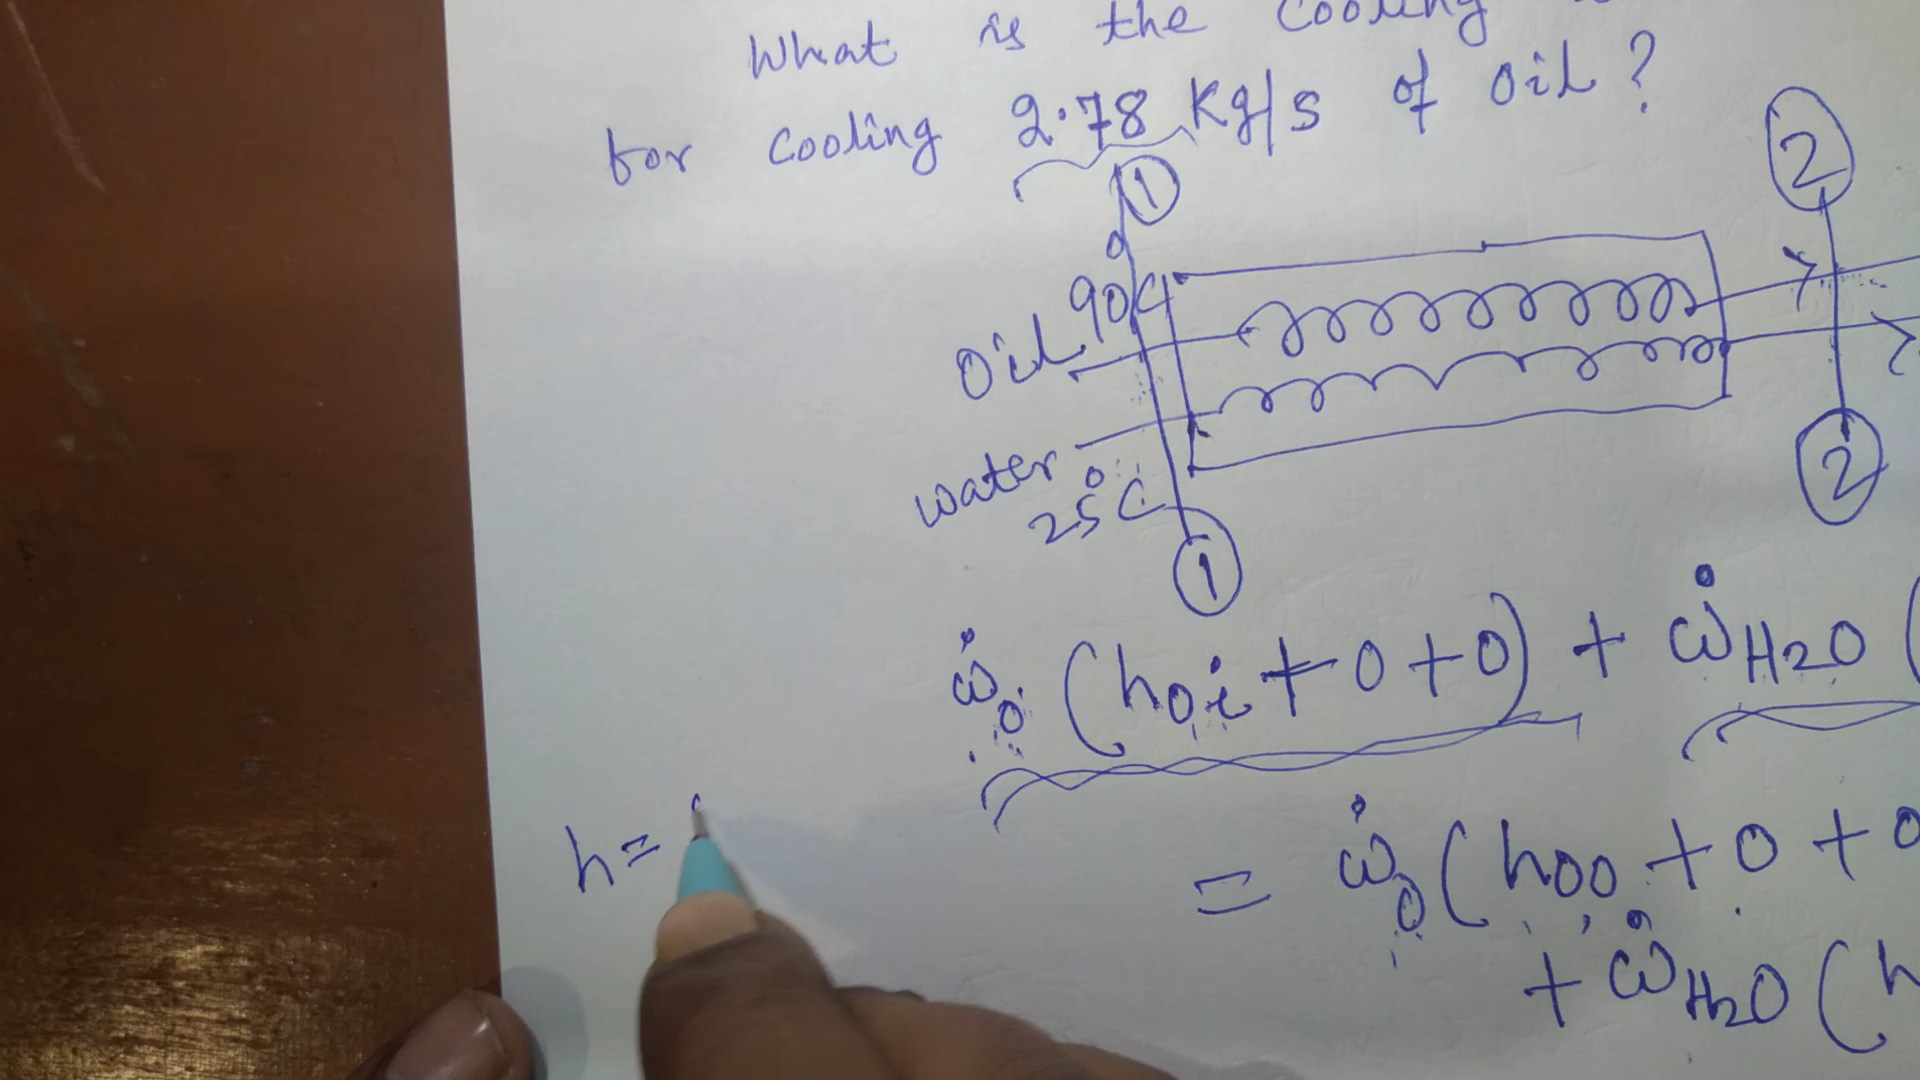 What is the cooling
for cooling 2.78 Kg/s of oil?
1
2
90°C
Oil
water
25°C
1
2
ẇo (hoi + 0 + 0) + ẇH2O (
h =
= ẇo (hoo + 0 + 0
+ ẇH2O (h